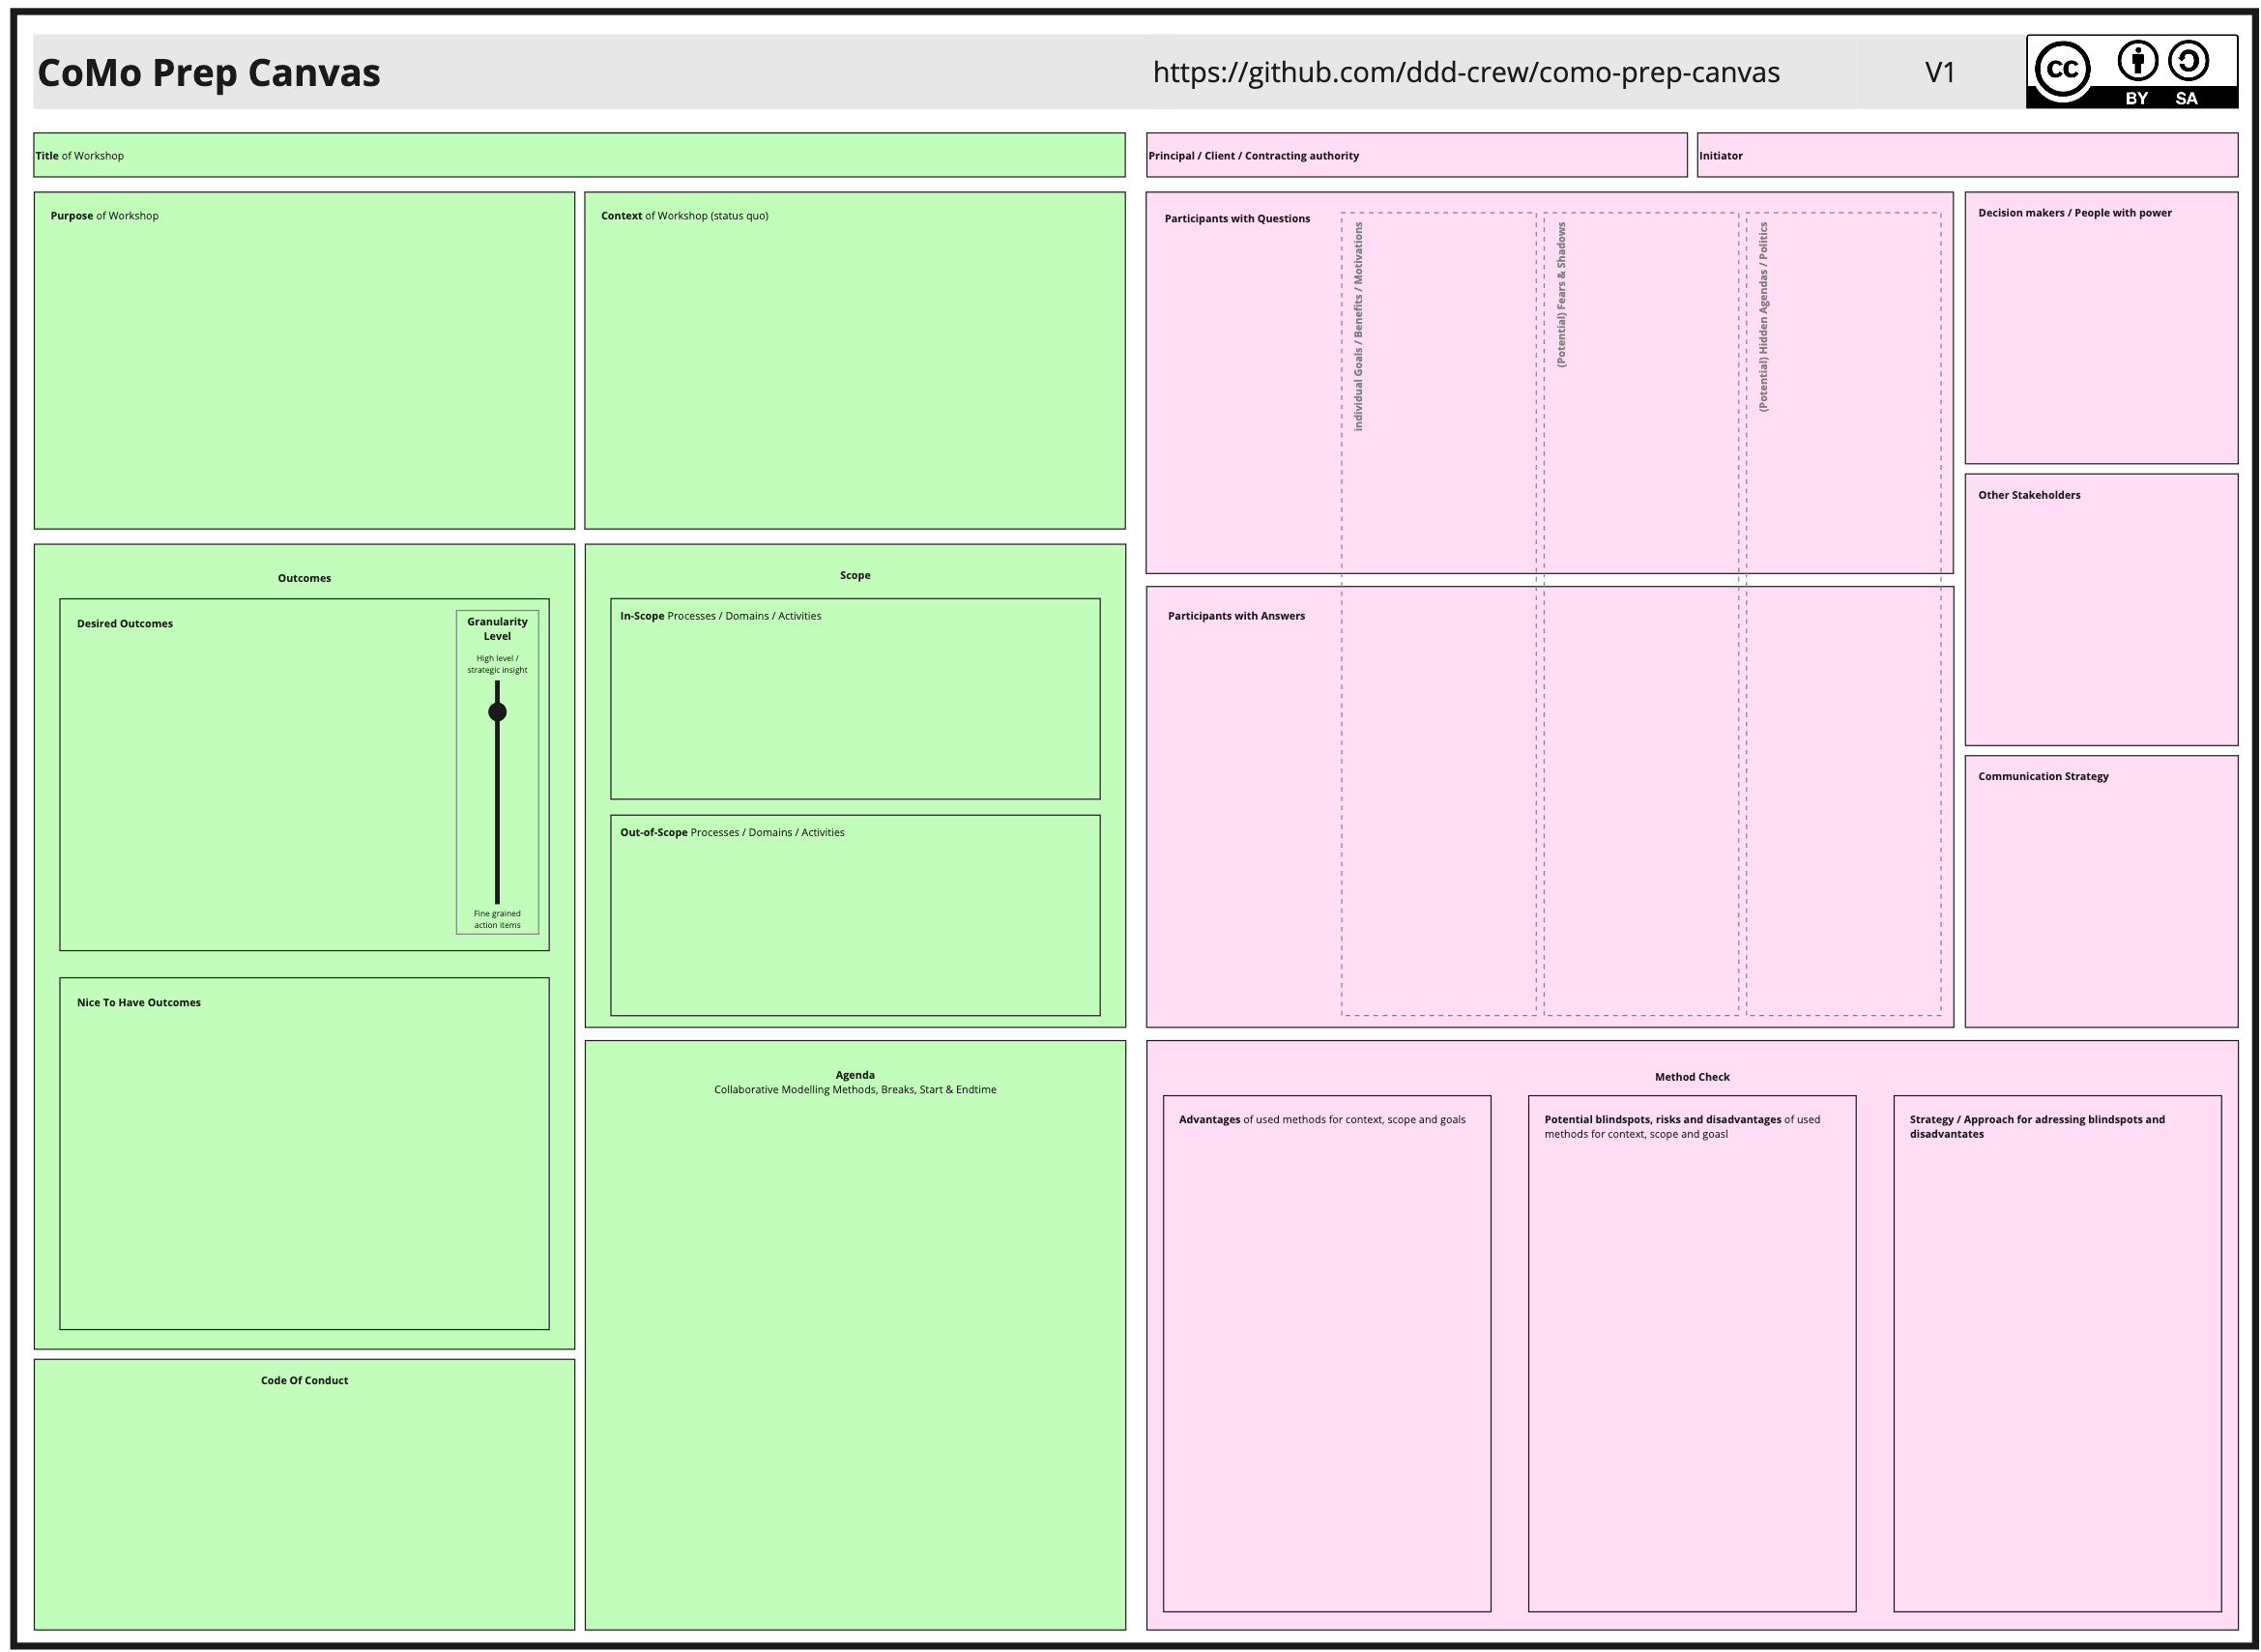 CoMo Prep Canvas
https://github.com/ddd-crew/como-prep-canvas
V1
cc
BY SA
Title of Workshop
Principal / Client / Contracting authority
Initiator
Purpose of Workshop
Context of Workshop (status quo)
Outcomes
Desired Outcomes
Granularity
Level
High level /
strategic insight
Fine grained
action items
Nice To Have Outcomes
Scope
In-Scope Processes / Domains / Activities
Out-of-Scope Processes / Domains / Activities
Code Of Conduct
Agenda
Collaborative Modelling Methods, Breaks, Start & Endtime
Participants with Questions
individual Goals / Benefits / Motivations
(Potential) Fears & Shadows
(Potential) Hidden Agendas / Politics
Participants with Answers
Decision makers / People with power
Other Stakeholders
Communication Strategy
Method Check
Advantages of used methods for context, scope and goals
Potential blindspots, risks and disadvantages of used
methods for context, scope and goasl
Strategy / Approach for adressing blindspots and
disadvantates